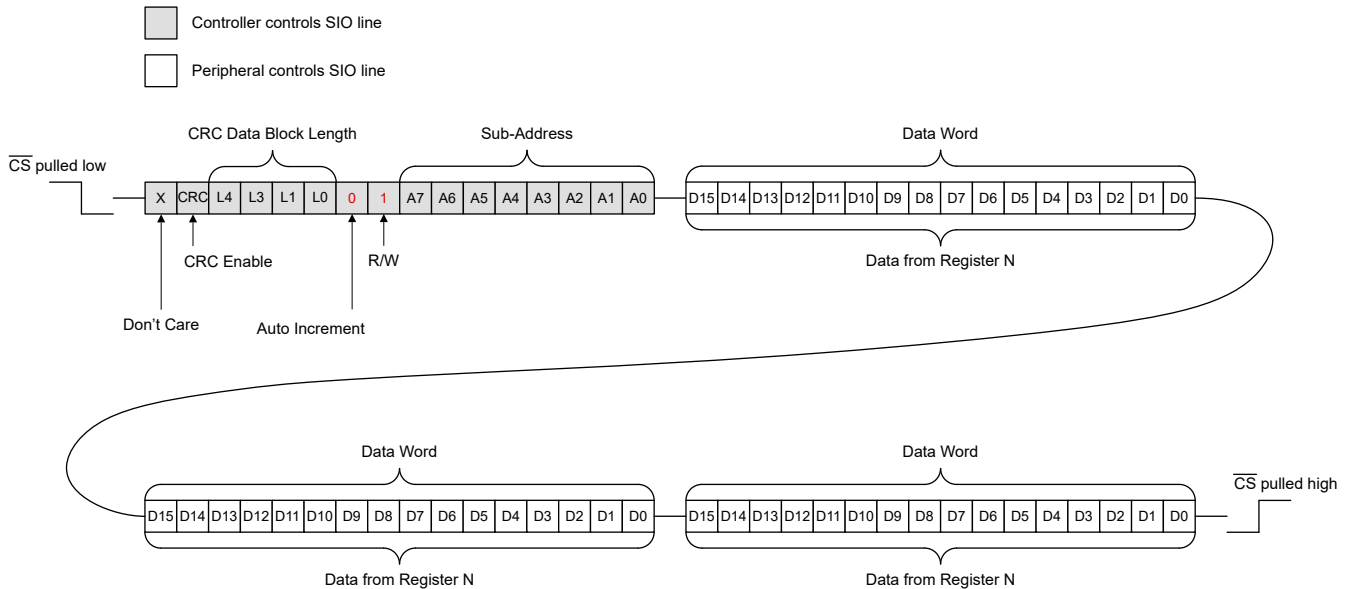 Controller controls SIO line
Peripheral controls SIO line
CRC Data Block Length
Sub-Address
Data Word
CS pulled low
X CRC L4 L3 L1 L0 0 1 A7 A6 A5 A4 A3 A2 A1 A0
D15 D14 D13 D12 D11 D10 D9 D8 D7 D6 D5 D4 D3 D2 D1 D0
CRC Enable
R/W
Data from Register N
Don't Care
Auto Increment
Data Word
Data Word
CS pulled high
D15 D14 D13 D12 D11 D10 D9 D8 D7 D6 D5 D4 D3 D2 D1 D0
D15 D14 D13 D12 D11 D10 D9 D8 D7 D6 D5 D4 D3 D2 D1 D0
Data from Register N
Data from Register N